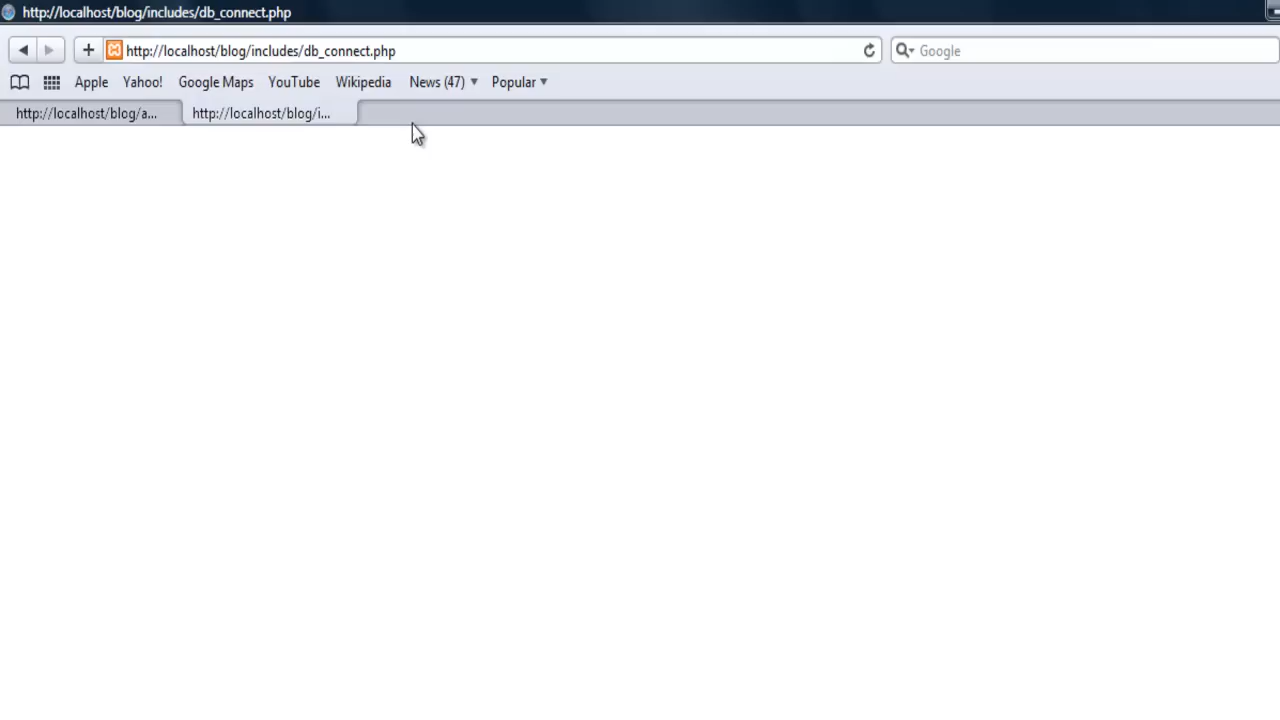 http://localhost/blog/includes/db_connect.php
http://localhost/blog/includes/db_connect.php Google
Apple Yahoo! Google Maps YouTube Wikipedia News (47) Popular
http://localhost/blog/a... http://localhost/blog/i...